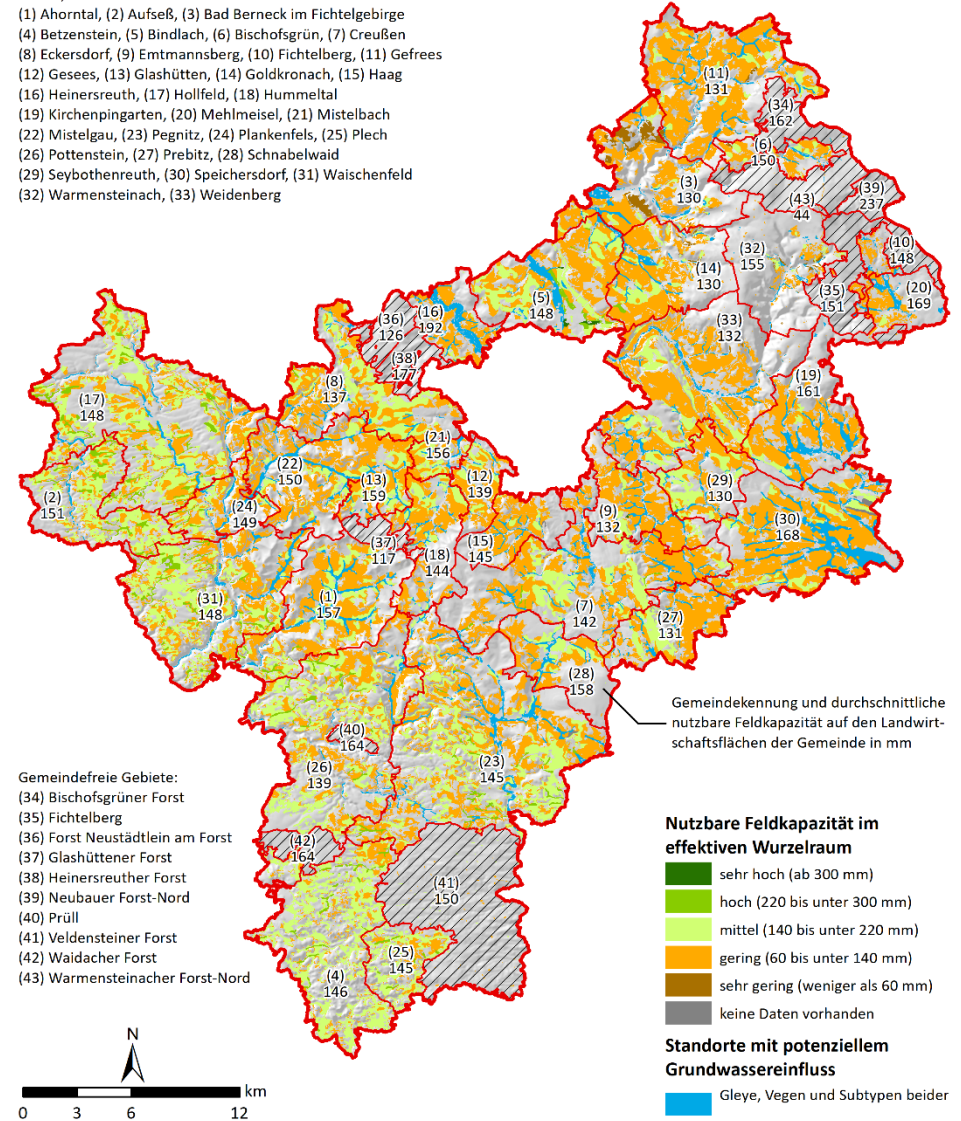 (1) Ahorntal, (2) Aufseß, (3) Bad Berneck im Fichtelgebirge
(4) Betzenstein, (5) Bindlach, (6) Bischofsgrün, (7) Creußen
(8) Eckersdorf, (9) Emtmannsberg, (10) Fichtelberg, (11) Gefrees
(12) Gesees, (13) Glashütten, (14) Goldkronach, (15) Haag
(16) Heinersreuth, (17) Hollfeld, (18) Hummeltal
(19) Kirchenpingarten, (20) Mehlmeisel, (21) Mistelbach
(22) Mistelgau, (23) Pegnitz, (24) Plankenfels, (25) Plech
(26) Pottenstein, (27) Prebitz, (28) Schnabelwaid
(29) Seybothenreuth, (30) Speichersdorf, (31) Waischenfeld
(32) Warmensteinach, (33) Weidenberg
(11)
131
(34)
162
(6)
150
(3)
130
(43)
44
(39)
237
(32)
155
(10)
148
(14)
130
(35)
151
(20)
169
(5)
148
(16)
192
(36)
126
(33)
132
(38)
177
(19)
161
(8)
137
(17)
148
(21)
156
(22)
150
(13)
159
(12)
139
(29)
130
(2)
151
(24)
149
(9)
132
(30)
168
(37)
117
(18)
144
(15)
145
(31)
148
(1)
157
(7)
142
(27)
131
(28)
158
Gemeindekennung und durchschnittliche
nutzbare Feldkapazität auf den Landwirt-
schaftsflächen der Gemeinde in mm
(40)
164
(26)
139
(23)
145
(42)
164
(41)
150
(25)
145
(4)
146
Gemeindefreie Gebiete:
(34) Bischofsgrüner Forst
(35) Fichtelberg
(36) Forst Neustädtlein am Forst
(37) Glashüttener Forst
(38) Heinersreuther Forst
(39) Neubauer Forst-Nord
(40) Prüll
(41) Veldensteiner Forst
(42) Waidacher Forst
(43) Warmensteinacher Forst-Nord
N
km
0 3 6 12
Nutzbare Feldkapazität im
effektiven Wurzelraum
sehr hoch (ab 300 mm)
hoch (220 bis unter 300 mm)
mittel (140 bis unter 220 mm)
gering (60 bis unter 140 mm)
sehr gering (weniger als 60 mm)
keine Daten vorhanden
Standorte mit potenziellem
Grundwassereinfluss
Gleye, Vegen und Subtypen beider